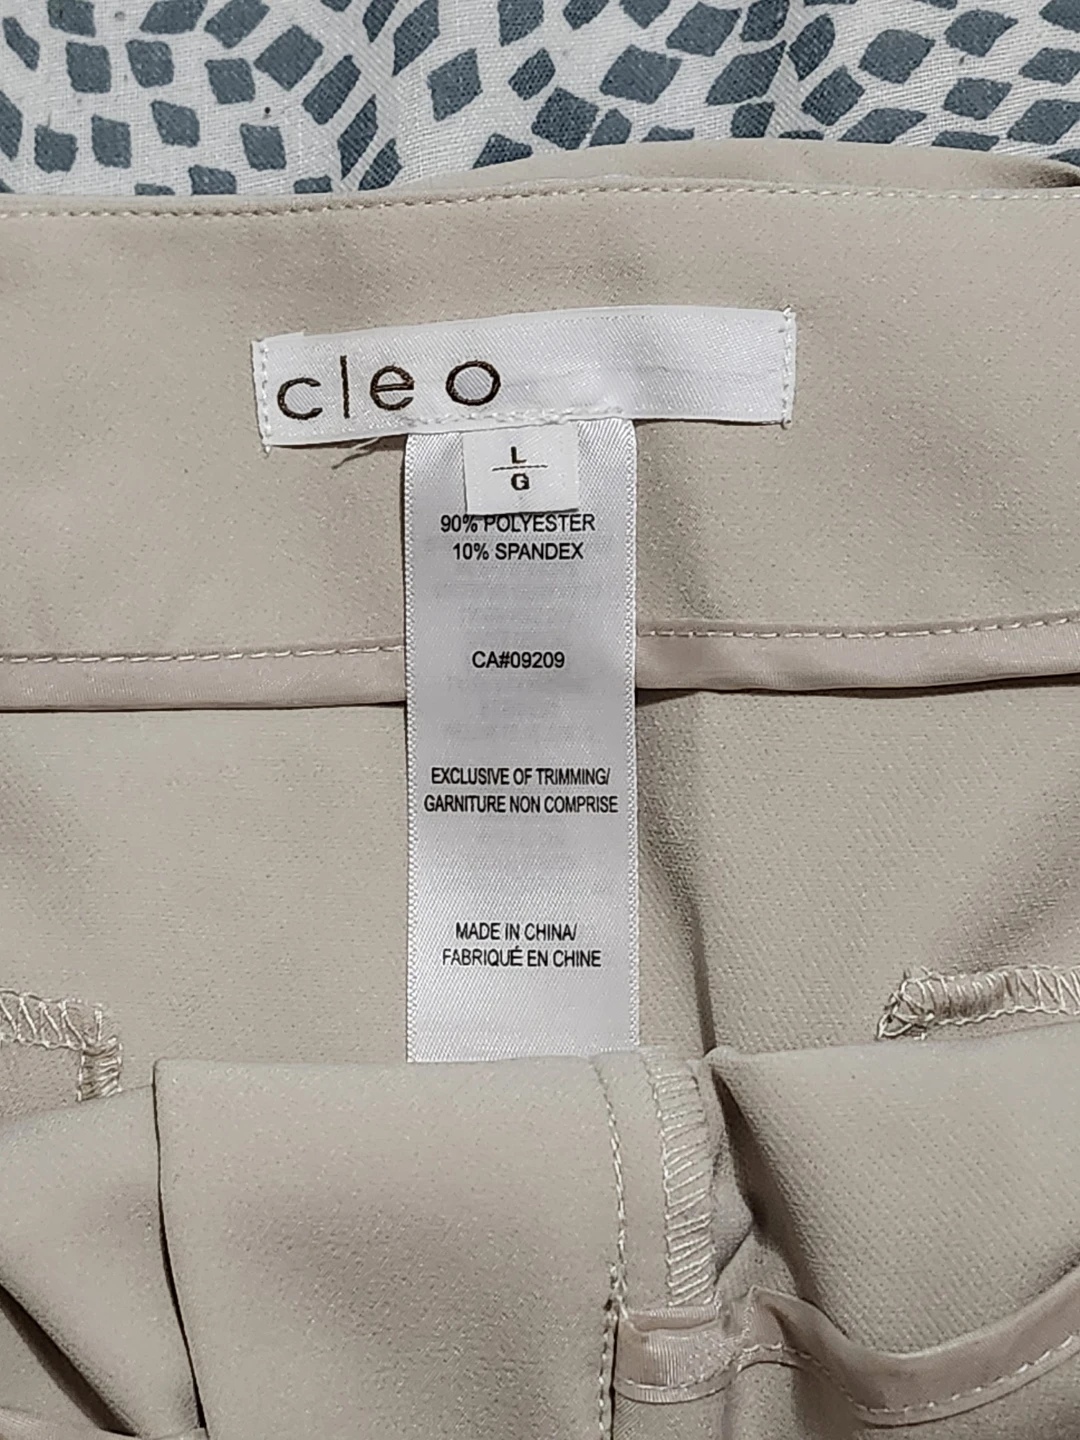 cleo
L
G
90% POLYESTER
10% SPANDEX
CA#09209
EXCLUSIVE OF TRIMMING/
GARNITURE NON COMPRISE
MADE IN CHINA/
FABRIQUÉ EN CHINE